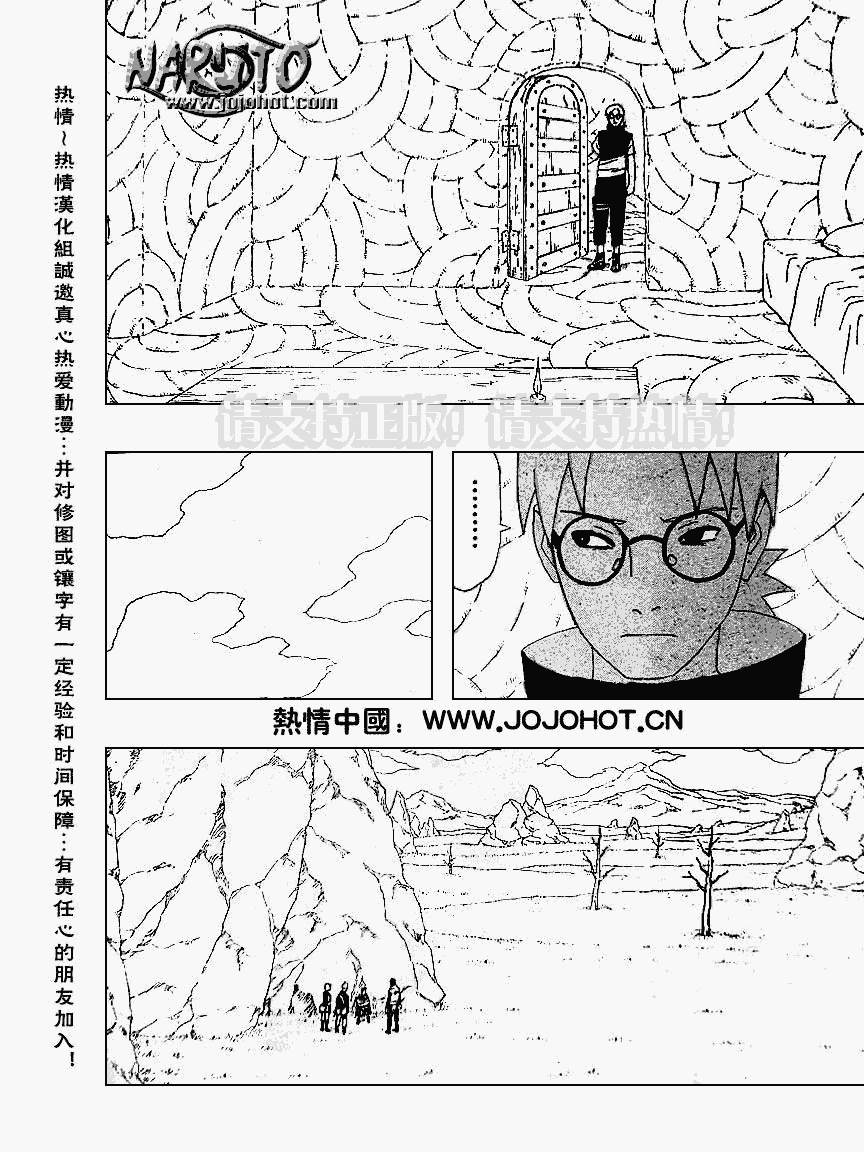 NARUTO
www.jojohot.com
热情～热情漢化組誠邀真心热爱動漫…并对修图或镶字有一定经验和时间保障…有责任心的朋友加入！
请支持正版！ 请支持热情！
………
熱情中國：WWW.JOJOHOT.CN